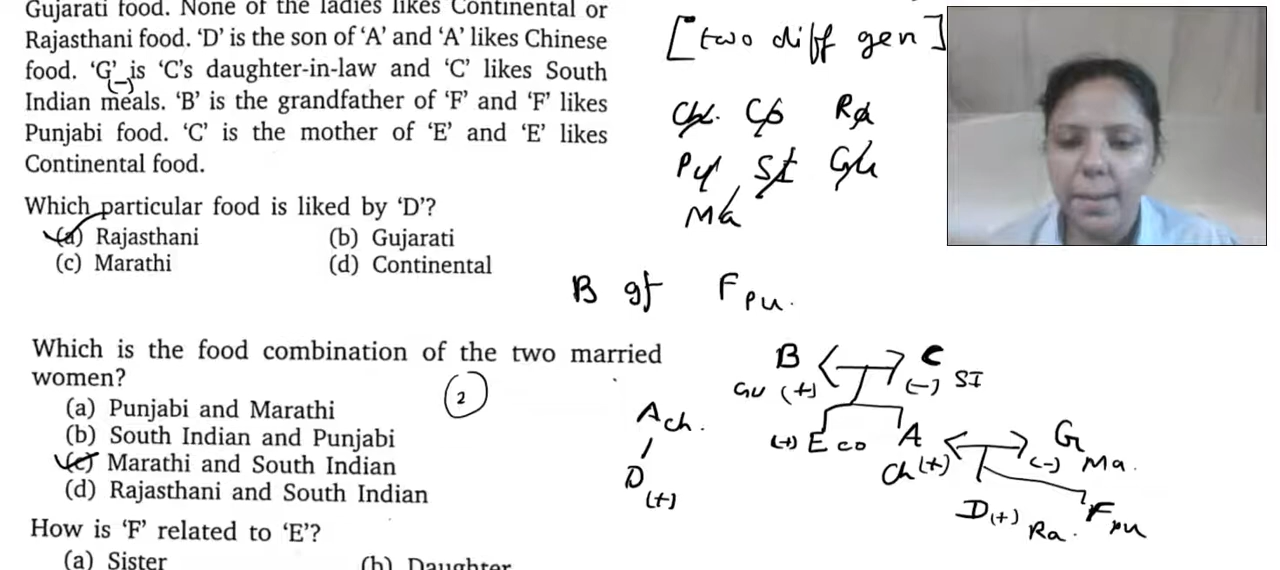 Gujarati food. None of the ladies likes Continental or
Rajasthani food. 'D' is the son of 'A' and 'A' likes Chinese
food. 'G' is 'C's daughter-in-law and 'C' likes South
(-)
Indian meals. 'B' is the grandfather of 'F' and 'F' likes
Punjabi food. 'C' is the mother of 'E' and 'E' likes
Continental food.
Which particular food is liked by 'D'?
(a) Rajasthani (b) Gujarati
(c) Marathi (d) Continental
Which is the food combination of the two married
women?
(a) Punjabi and Marathi
(b) South Indian and Punjabi
(c) Marathi and South Indian
(d) Rajasthani and South Indian
How is 'F' related to 'E'?
(a) Sister (b) Daughter
2
[two diff gen]
Ra
SI Gu
Ma
B gf F pu.
B C
Gu (+) (-) SI
A ch. (+) E co A G
Ch (+) (-) Ma.
D
(+)
D (+) Ra. F pu